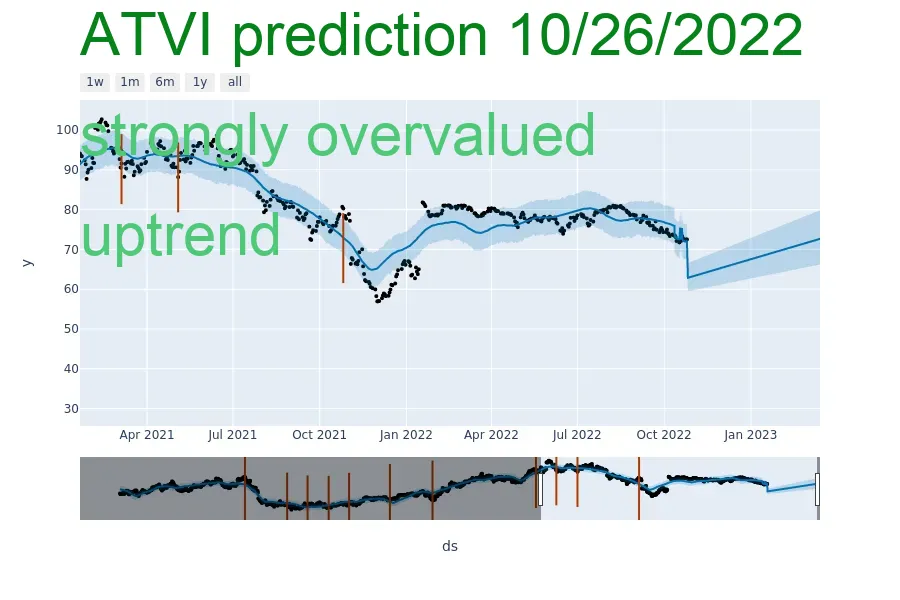 ATVI prediction 10/26/2022
1w 1m 6m 1y all
strongly overvalued
uptrend
100
90
80
70
60
50
40
30
y
Apr 2021 Jul 2021 Oct 2021 Jan 2022 Apr 2022 Jul 2022 Oct 2022 Jan 2023
ds